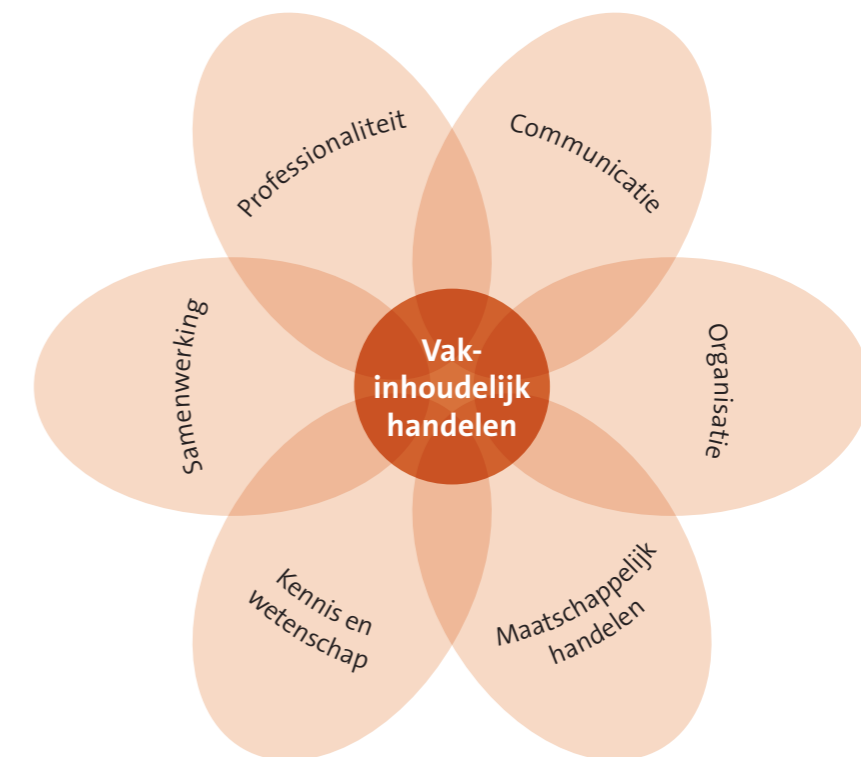 Professionaliteit
Communicatie
Samenwerking
Vak-
inhoudelijk
handelen
Organisatie
Kennis en
wetenschap
Maatschappelijk
handelen